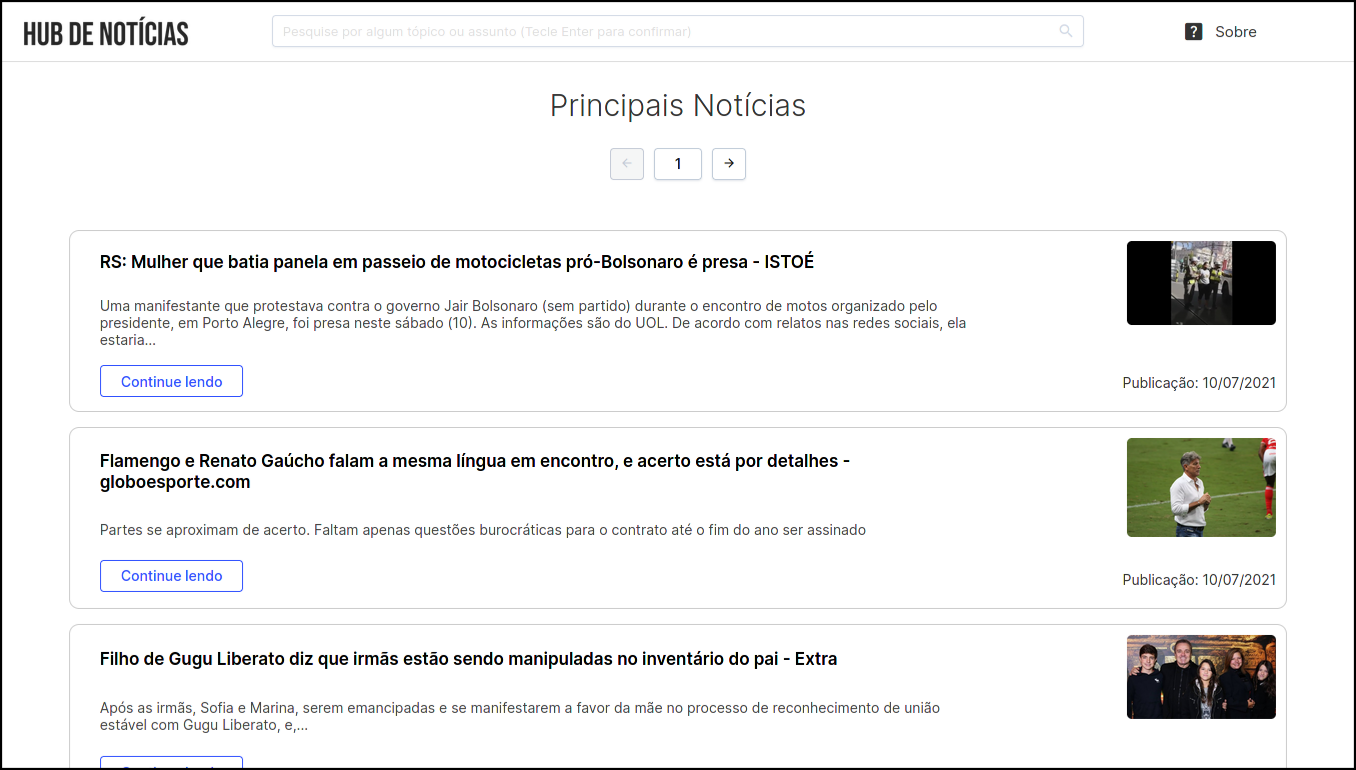 HUB DE NOTÍCIAS
Pesquise por algum tópico ou assunto (Tecle Enter para confirmar)
? Sobre
Principais Notícias
← 1 →
RS: Mulher que batia panela em passeio de motocicletas pró-Bolsonaro é presa - ISTOÉ
Uma manifestante que protestava contra o governo Jair Bolsonaro (sem partido) durante o encontro de motos organizado pelo
presidente, em Porto Alegre, foi presa neste sábado (10). As informações são do UOL. De acordo com relatos nas redes sociais, ela
estaria…
Continue lendo
Publicação: 10/07/2021
Flamengo e Renato Gaúcho falam a mesma língua em encontro, e acerto está por detalhes -
globoesporte.com
Partes se aproximam de acerto. Faltam apenas questões burocráticas para o contrato até o fim do ano ser assinado
Continue lendo
Publicação: 10/07/2021
Filho de Gugu Liberato diz que irmãs estão sendo manipuladas no inventário do pai - Extra
Após as irmãs, Sofia e Marina, serem emancipadas e se manifestarem a favor da mãe no processo de reconhecimento de união
estável com Gugu Liberato, e,…